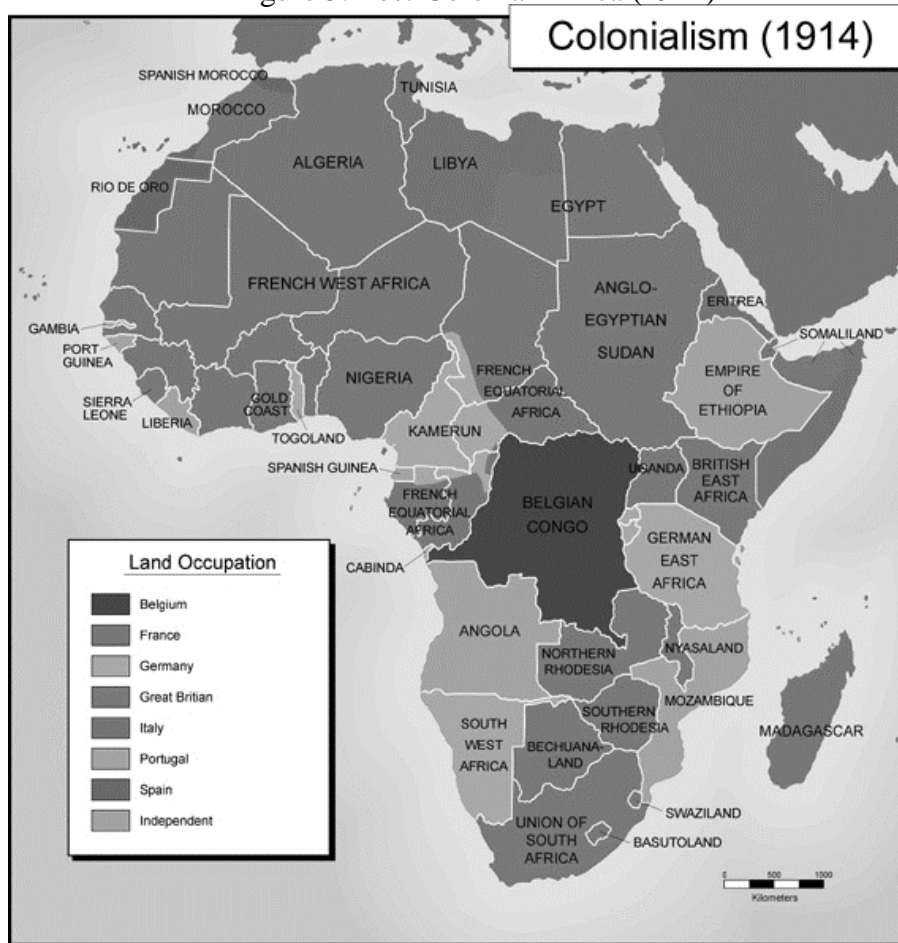 Colonialism (1914)
SPANISH MOROCCO
MOROCCO
TUNISIA
ALGERIA
LIBYA
EGYPT
RIO DE ORO
FRENCH WEST AFRICA
ANGLO-
EGYPTIAN
SUDAN
ERITREA
SOMALILAND
GAMBIA
PORT
GUINEA
SIERRA
LEONE
LIBERIA
GOLD
COAST
TOGOLAND
NIGERIA
KAMERUN
FRENCH
EQUATORIAL
AFRICA
EMPIRE
OF
ETHIOPIA
SPANISH GUINEA
FRENCH
EQUATORIAL
AFRICA
CABINDA
BELGIAN
CONGO
UGANDA
BRITISH
EAST
AFRICA
GERMAN
EAST
AFRICA
ANGOLA
NORTHERN
RHODESIA
NYASALAND
MOZAMBIQUE
SOUTHERN
RHODESIA
MADAGASCAR
SOUTH
WEST
AFRICA
BECHUANA-
LAND
SWAZILAND
UNION OF
SOUTH
AFRICA
BASUTOLAND
Land Occupation
Belgium
France
Germany
Great Britian
Italy
Portugal
Spain
Independent
0 500 1000
Kilometers